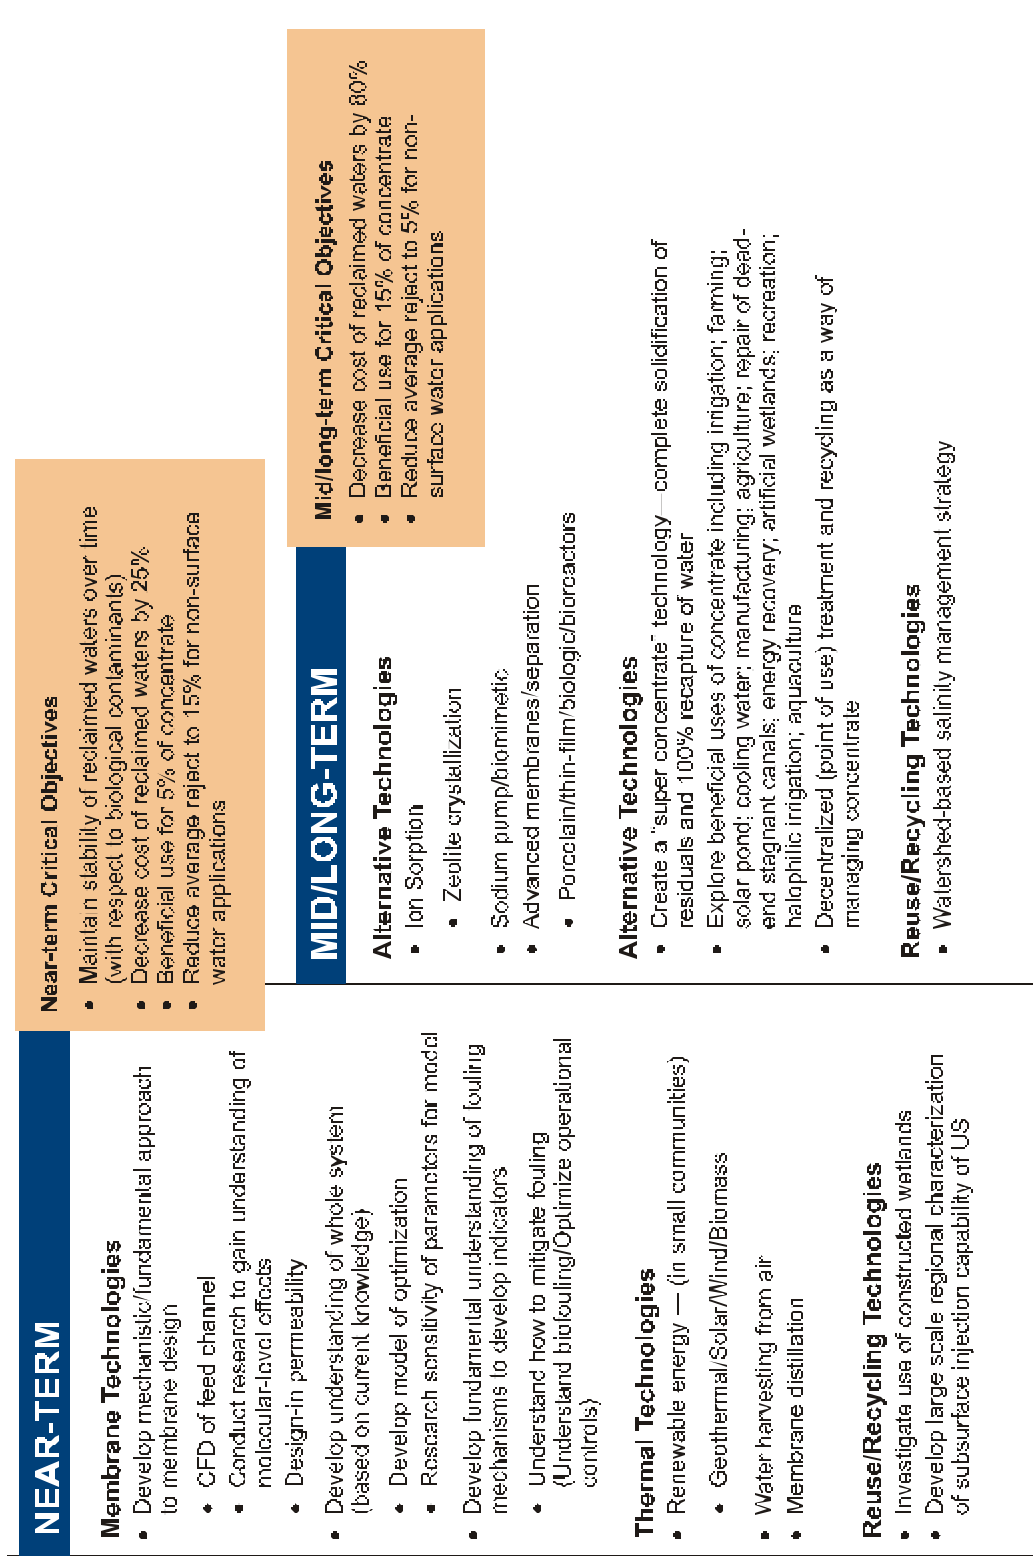 NEAR-TERM
Near-term Critical Objectives
• Maintain stability of reclaimed waters over time
(with respect to biological contaminants)
• Decrease cost of reclaimed waters by 25%
• Beneficial use for 5% of concentrate
• Reduce average reject to 15% for non-surface
water applications
Membrane Technologies
• Develop mechanistic/fundamental approach
to membrane design
• CFD of feed channel
• Conduct research to gain understanding of
molecular-level effects
• Design-in permeability
• Develop understanding of whole system
(based on current knowledge)
• Develop model of optimization
• Research sensitivity of parameters for model
• Develop fundamental understanding of fouling
mechanisms to develop indicators
• Understand how to mitigate fouling
(Understand biofouling/Optimize operational
controls)
Thermal Technologies
• Renewable energy — (in small communities)
• Geothermal/Solar/Wind/Biomass
• Water harvesting from air
• Membrane distillation
Reuse/Recycling Technologies
• Investigate use of constructed wetlands
• Develop large scale regional characterization
of subsurface injection capability of US
MID/LONG-TERM
Mid/long-term Critical Objectives
• Decrease cost of reclaimed waters by 80%
• Beneficial use for 15% of concentrate
• Reduce average reject to 5% for non-
surface water applications
Alternative Technologies
• Ion Sorption
• Zeolite crystallization
• Sodium pump/biomimetic
• Advanced membranes/separation
• Porcelain/thin-film/biologic/bioreactors
Alternative Technologies
• Create a "super concentrate" technology—complete solidification of
residuals and 100% recapture of water
• Explore beneficial uses of concentrate including irrigation; farming;
solar pond; cooling water; manufacturing; agriculture; repair of dead-
end stagnant canals; energy recovery; artificial wetlands; recreation;
halophilic irrigation; aquaculture
• Decentralized (point of use) treatment and recycling as a way of
managing concentrate
Reuse/Recycling Technologies
• Watershed-based salinity management strategy